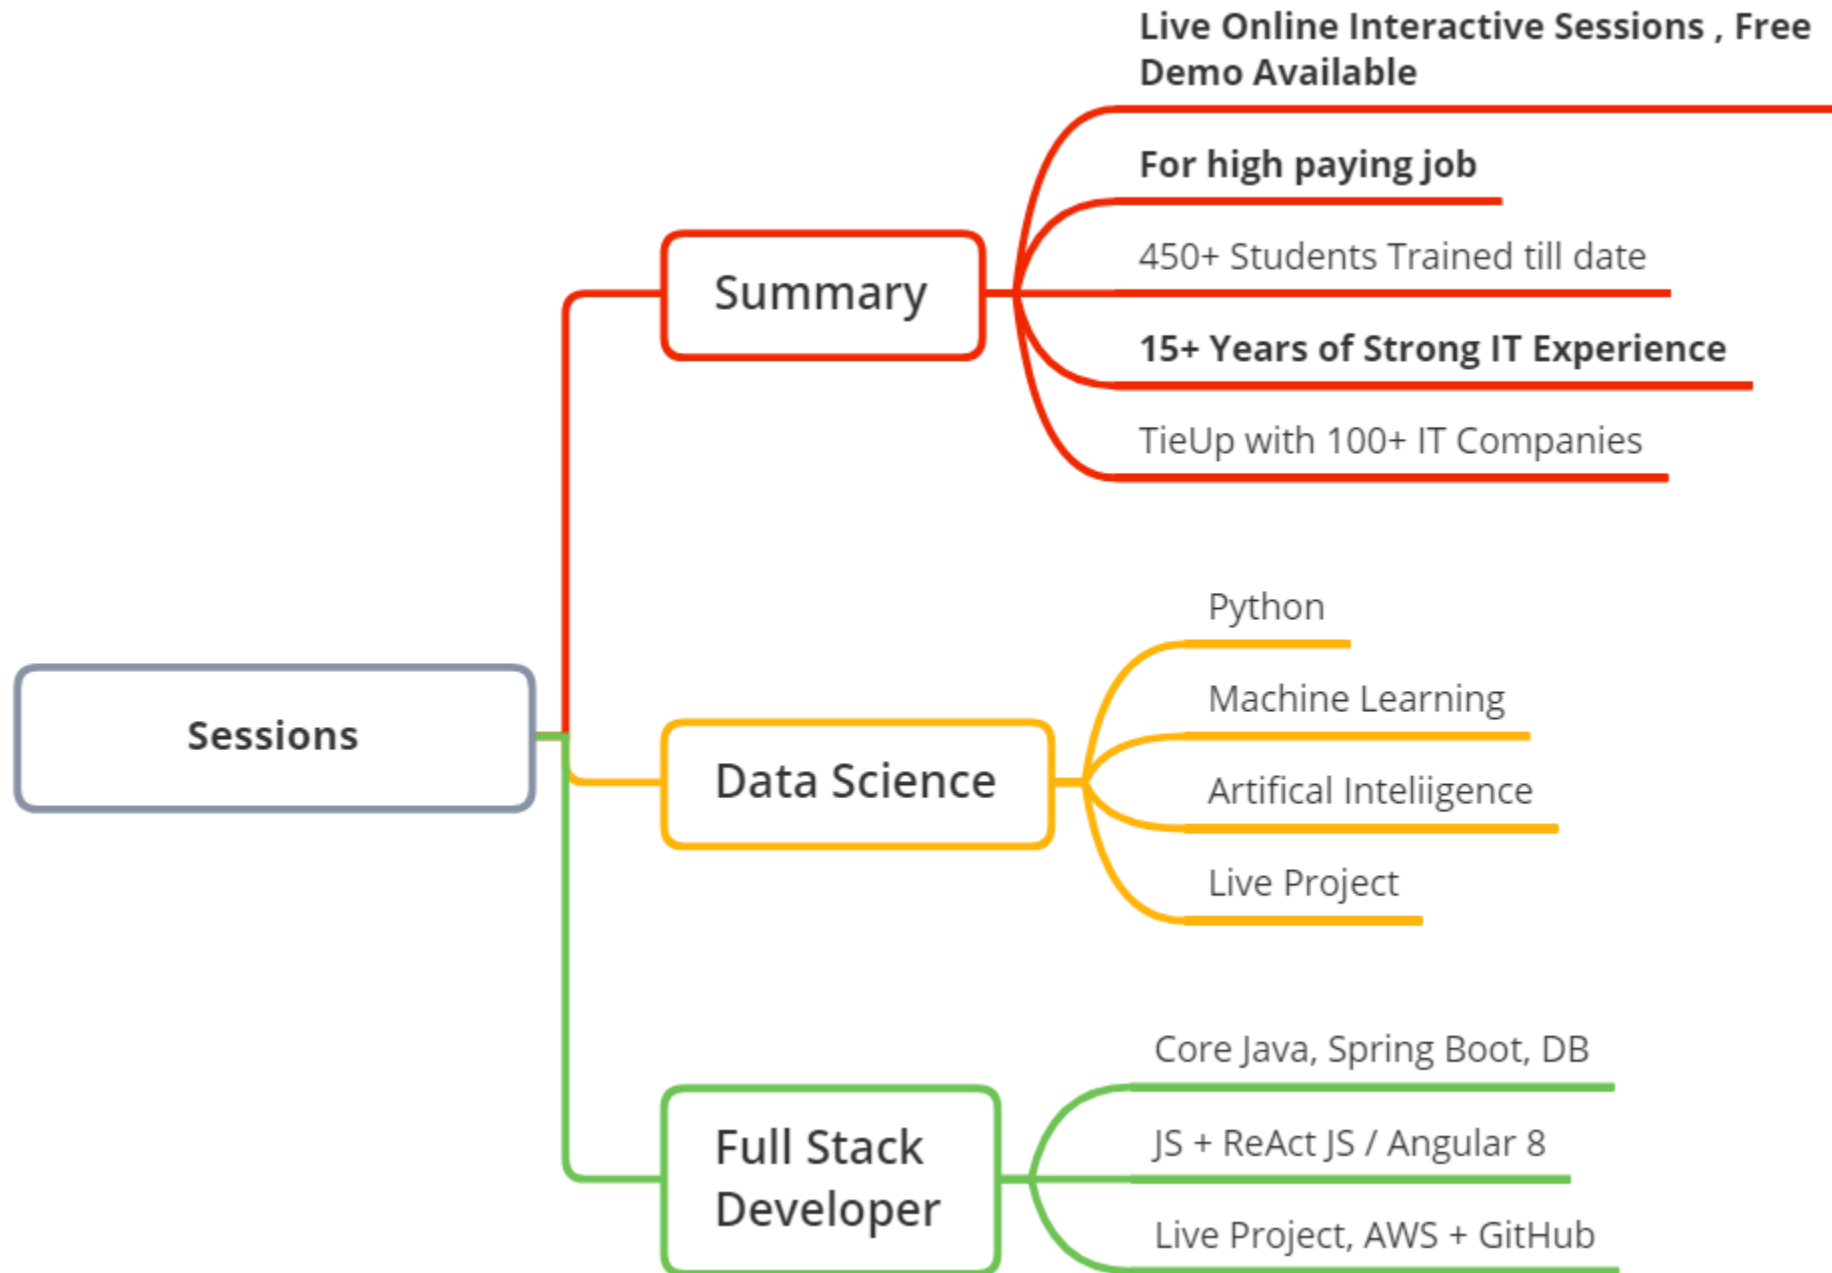 Live Online Interactive Sessions , Free
Demo Available
For high paying job
450+ Students Trained till date
Summary
15+ Years of Strong IT Experience
TieUp with 100+ IT Companies
Python
Machine Learning
Sessions
Data Science
Artifical Inteliigence
Live Project
Core Java, Spring Boot, DB
Full Stack
Developer
JS + ReAct JS / Angular 8
Live Project, AWS + GitHub